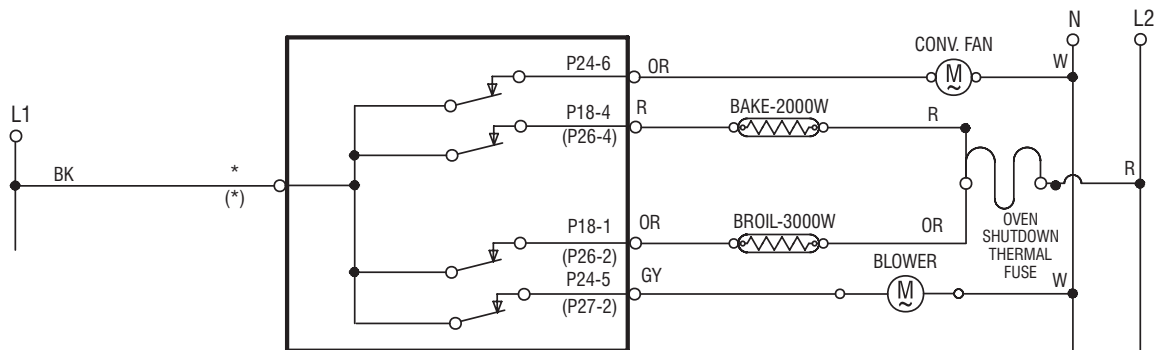 N
L2
CONV. FAN
P24-6
OR
M
~
W
L1
P18-4
R
BAKE-2000W
R
(P26-4)
BK
*
(*)
R
P18-1
OR
BROIL-3000W
OR
OVEN
SHUTDOWN
THERMAL
FUSE
(P26-2)
P24-5
GY
BLOWER
M
~
W
(P27-2)